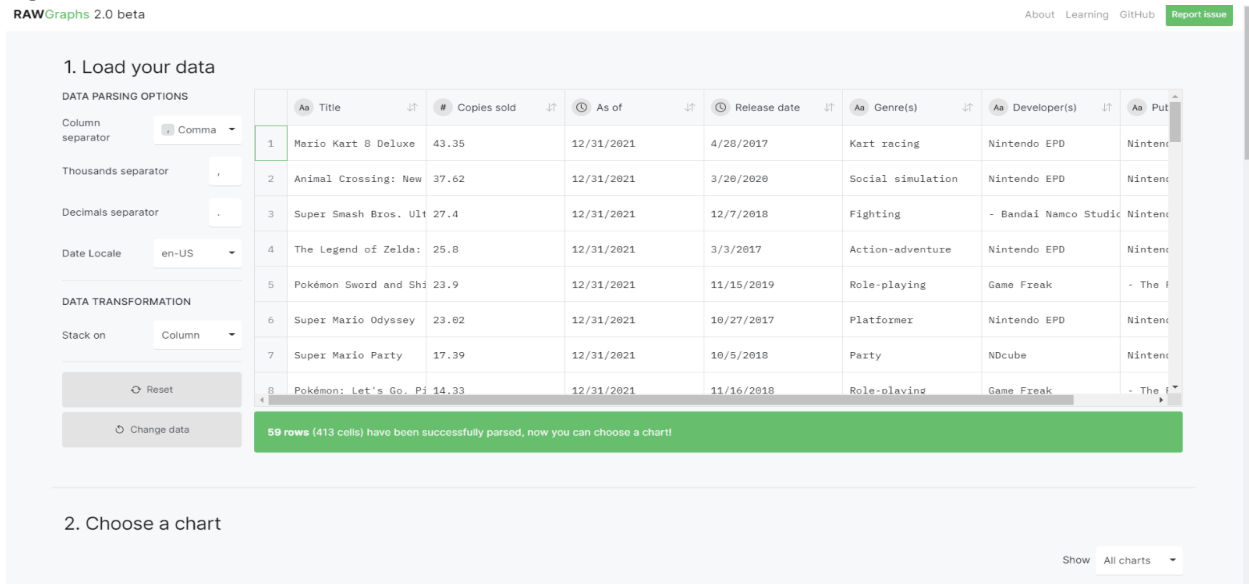 RAWGraphs 2.0 beta
About Learning GitHub Report issue
1. Load your data
DATA PARSING OPTIONS
Column separator
, Comma
Thousands separator
,
Decimals separator
.
Date Locale
en-US
DATA TRANSFORMATION
Stack on
Column
Reset
Change data
Aa Title # Copies sold As of Release date Aa Genre(s) Aa Developer(s) Aa Pub
1 Mario Kart 8 Deluxe 43.35 12/31/2021 4/28/2017 Kart racing Nintendo EPD Ninten
2 Animal Crossing: New 37.62 12/31/2021 3/20/2020 Social simulation Nintendo EPD Ninten
3 Super Smash Bros. Ult 27.4 12/31/2021 12/7/2018 Fighting - Bandai Namco Studio Ninten
4 The Legend of Zelda: 25.8 12/31/2021 3/3/2017 Action-adventure Nintendo EPD Ninten
5 Pokémon Sword and Shi 23.9 12/31/2021 11/15/2019 Role-playing Game Freak - The
6 Super Mario Odyssey 23.02 12/31/2021 10/27/2017 Platformer Nintendo EPD Ninten
7 Super Mario Party 17.39 12/31/2021 10/5/2018 Party NDcube Ninten
8 Pokémon: Let's Go, Pi 14.33 12/31/2021 11/16/2018 Role-playing Game Freak - The
59 rows (413 cells) have been successfully parsed, now you can choose a chart!
2. Choose a chart
Show All charts